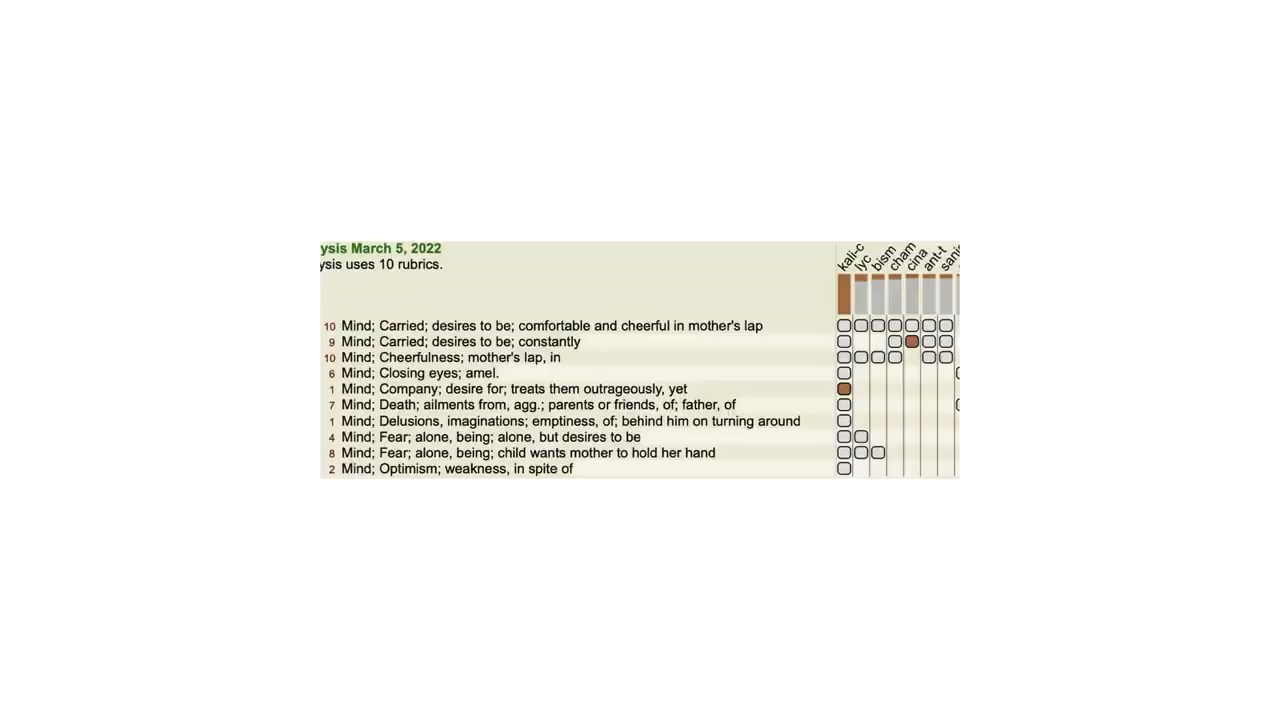 ysis March 5, 2022
ysis uses 10 rubrics.
kali-c lyc bism cham cina ant-t
10 Mind; Carried; desires to be; comfortable and cheerful in mother's lap
9 Mind; Carried; desires to be; constantly
10 Mind; Cheerfulness; mother's lap, in
6 Mind; Closing eyes; amel.
1 Mind; Company; desire for; treats them outrageously, yet
7 Mind; Death; ailments from, agg.; parents or friends, of; father, of
1 Mind; Delusions, imaginations; emptiness, of; behind him on turning around
4 Mind; Fear; alone, being; alone, but desires to be
8 Mind; Fear; alone, being; child wants mother to hold her hand
2 Mind; Optimism; weakness, in spite of